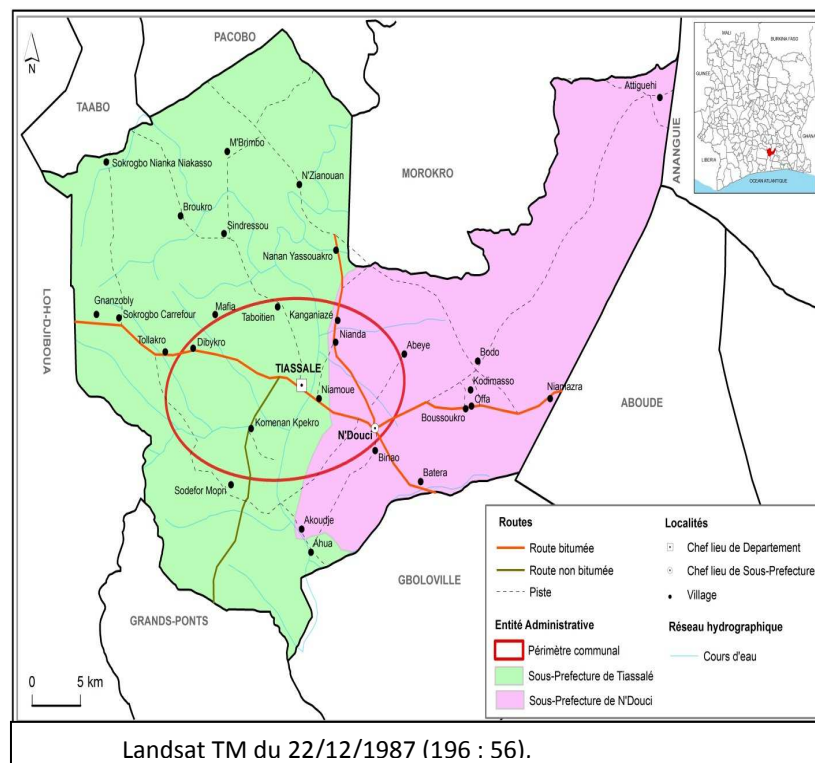 PACOBO
N
TAABO
MALI
BURKINA FASO
GUINEE
GHANA
LIBERIA
OCEAN ATLANTIQUE
Attiguehi
ANANGUIE
M'Brimbo
Sokrogbo Nianka Niakasso
N'Zianouan
MOROKRO
Broukro
Sindressou
Nanan Yassouakro
LOH-DJIBOUA
Gnanzobly
Sokrogbo Carrefour
Mafia
Taboitien
Kanganiazé
Nianda
Tollakro
Dibykro
Abeye
Bodo
TIASSALE
Kodimasso
Niamoue
Offa
Niamazra
Boussoukro
ABOUDE
Komenan Kpekro
N'Douci
Binao
Sodefor Mopri
Batera
Akoudje
Ahua
GBOLOVILLE
GRANDS-PONTS
0 5 km
Routes
Route bitumée
Route non bitumée
Piste
Entité Administrative
Périmètre communal
Sous-Prefecture de Tiassalé
Sous-Prefecture de N'Douci
Localités
Chef lieu de Departement
Chef lieu de Sous-Prefecture
Village
Réseau hydrographique
Cours d'eau
Landsat TM du 22/12/1987 (196 : 56).